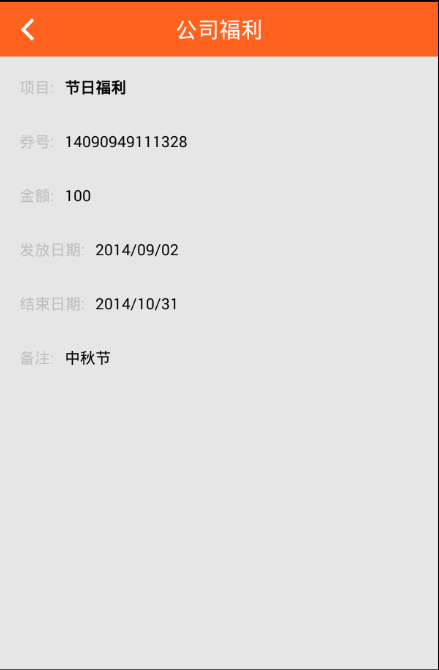 公司福利
项目: 节日福利
券号: 14090949111328
金额: 100
发放日期: 2014/09/02
结束日期: 2014/10/31
备注: 中秋节